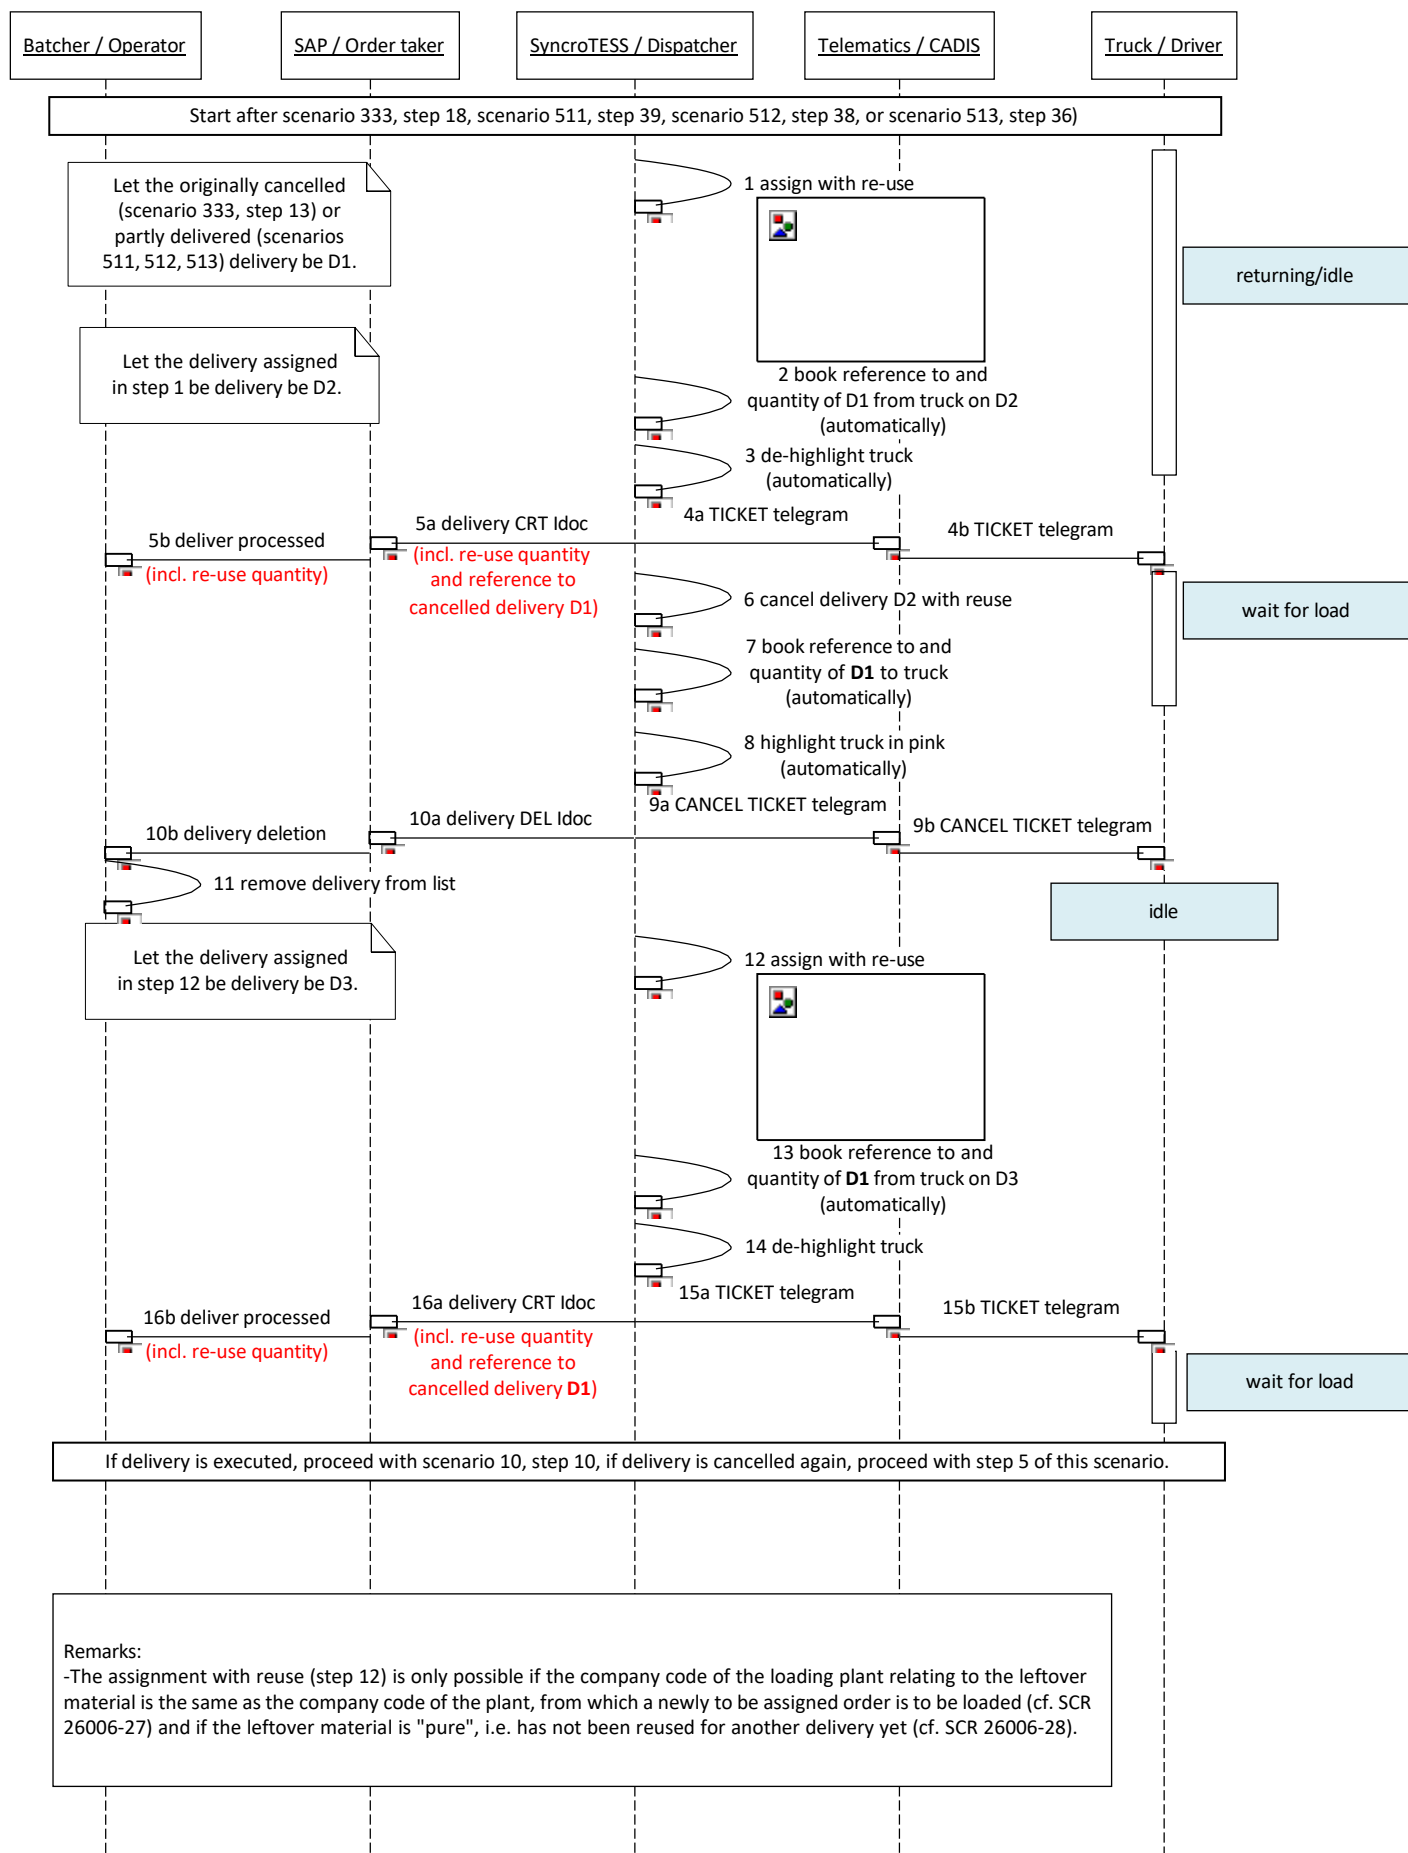 Batcher / Operator
SAP / Order taker
SyncroTESS / Dispatcher
Telematics / CADIS
Truck / Driver
Start after scenario 333, step 18, scenario 511, step 39, scenario 512, step 38, or scenario 513, step 36)
Let the originally cancelled
(scenario 333, step 13) or
partly delivered (scenarios
511, 512, 513) delivery be D1.
1 assign with re-use
returning/idle
Let the delivery assigned
in step 1 be delivery be D2.
2 book reference to and
quantity of D1 from truck on D2
(automatically)
3 de-highlight truck
(automatically)
4a TICKET telegram
4b TICKET telegram
5a delivery CRT Idoc
(incl. re-use quantity
and reference to
cancelled delivery D1)
5b deliver processed
(incl. re-use quantity)
6 cancel delivery D2 with reuse
wait for load
7 book reference to and
quantity of D1 to truck
(automatically)
8 highlight truck in pink
(automatically)
9a CANCEL TICKET telegram
9b CANCEL TICKET telegram
10a delivery DEL Idoc
10b delivery deletion
11 remove delivery from list
idle
Let the delivery assigned
in step 12 be delivery be D3.
12 assign with re-use
13 book reference to and
quantity of D1 from truck on D3
(automatically)
14 de-highlight truck
15a TICKET telegram
15b TICKET telegram
16a delivery CRT Idoc
(incl. re-use quantity
and reference to
cancelled delivery D1)
16b deliver processed
(incl. re-use quantity)
wait for load
If delivery is executed, proceed with scenario 10, step 10, if delivery is cancelled again, proceed with step 5 of this scenario.
Remarks:
-The assignment with reuse (step 12) is only possible if the company code of the loading plant relating to the leftover
material is the same as the company code of the plant, from which a newly to be assigned order is to be loaded (cf. SCR
26006-27) and if the leftover material is "pure", i.e. has not been reused for another delivery yet (cf. SCR 26006-28).